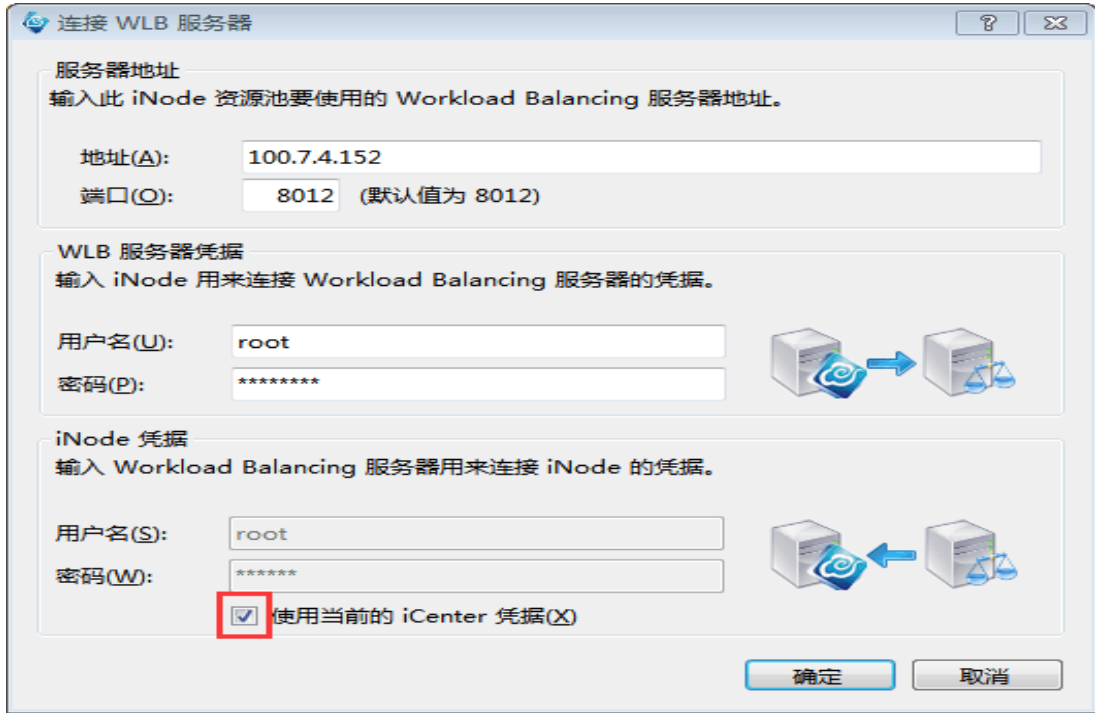 连接 WLB 服务器
服务器地址
输入此 iNode 资源池要使用的 Workload Balancing 服务器地址。
地址(A): 100.7.4.152
端口(O): 8012 (默认值为 8012)
WLB 服务器凭据
输入 iNode 用来连接 Workload Balancing 服务器的凭据。
用户名(U): root
密码(P): ********
iNode 凭据
输入 Workload Balancing 服务器用来连接 iNode 的凭据。
用户名(S): root
密码(W): ******
使用当前的 iCenter 凭据(X)
确定 取消